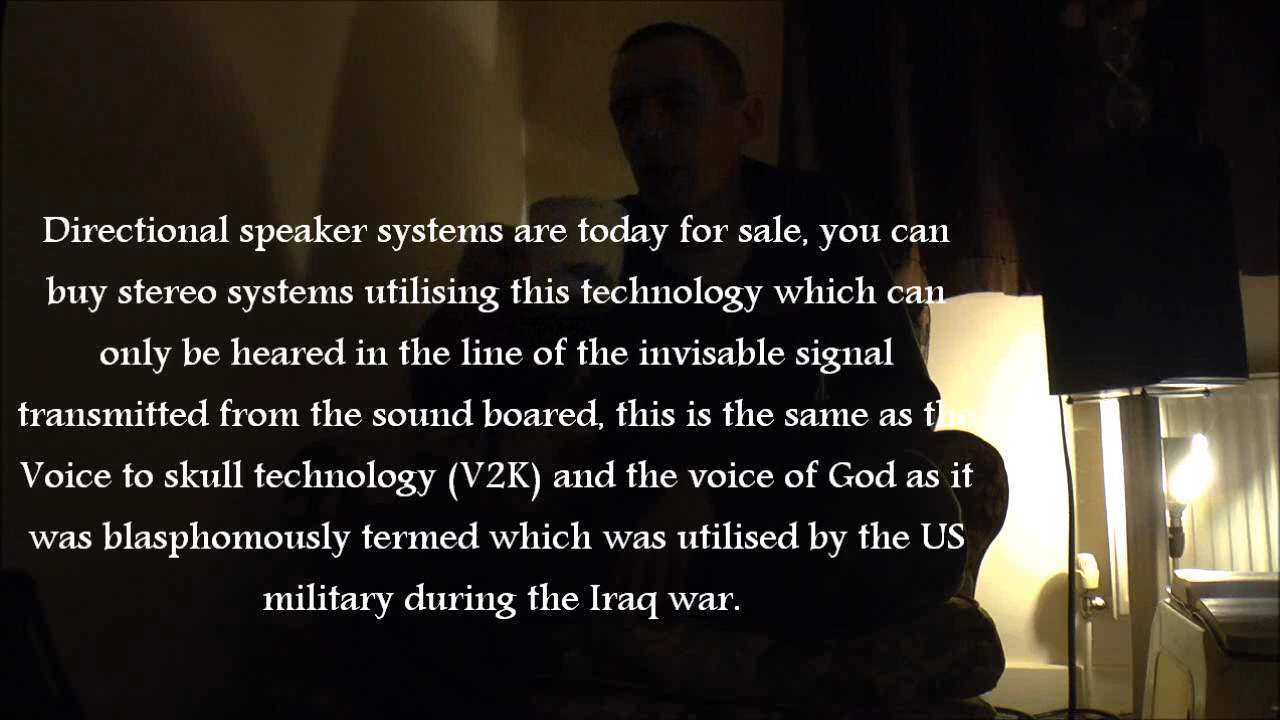 Directional speaker systems are today for sale, you can
buy stereo systems utilising this technology which can
only be heared in the line of the invisable signal
transmitted from the sound boared, this is the same as the
Voice to skull technology (V2K) and the voice of God as it
was blasphomously termed which was utilised by the US
military during the Iraq war.